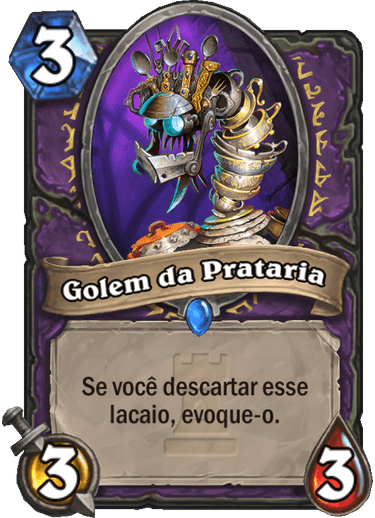 3
Golem da Prataria
Se você descartar esse
lacaio, evoque-o.
3
3